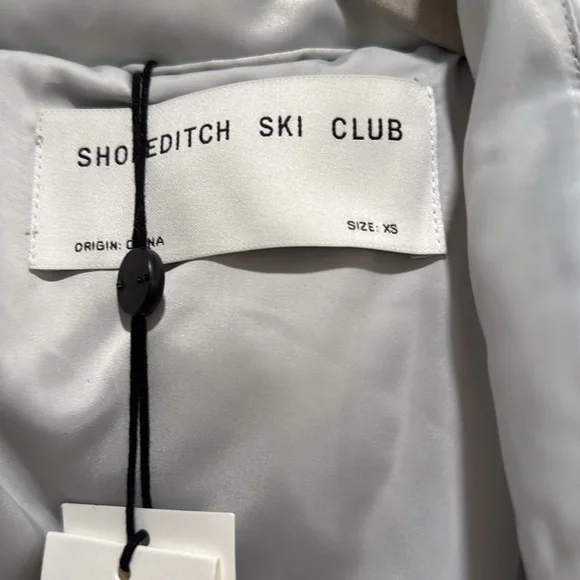 SHOREDITCH SKI CLUB
SIZE: XS
ORIGIN: CHINA